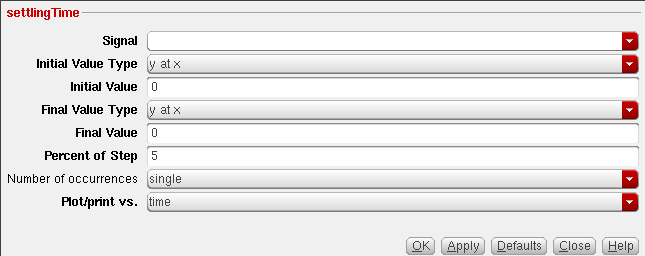 settlingTime
Signal
Initial Value Type y at x
Initial Value 0
Final Value Type y at x
Final Value 0
Percent of Step 5
Number of occurrences single
Plot/print vs. time
OK Apply Defaults Close Help